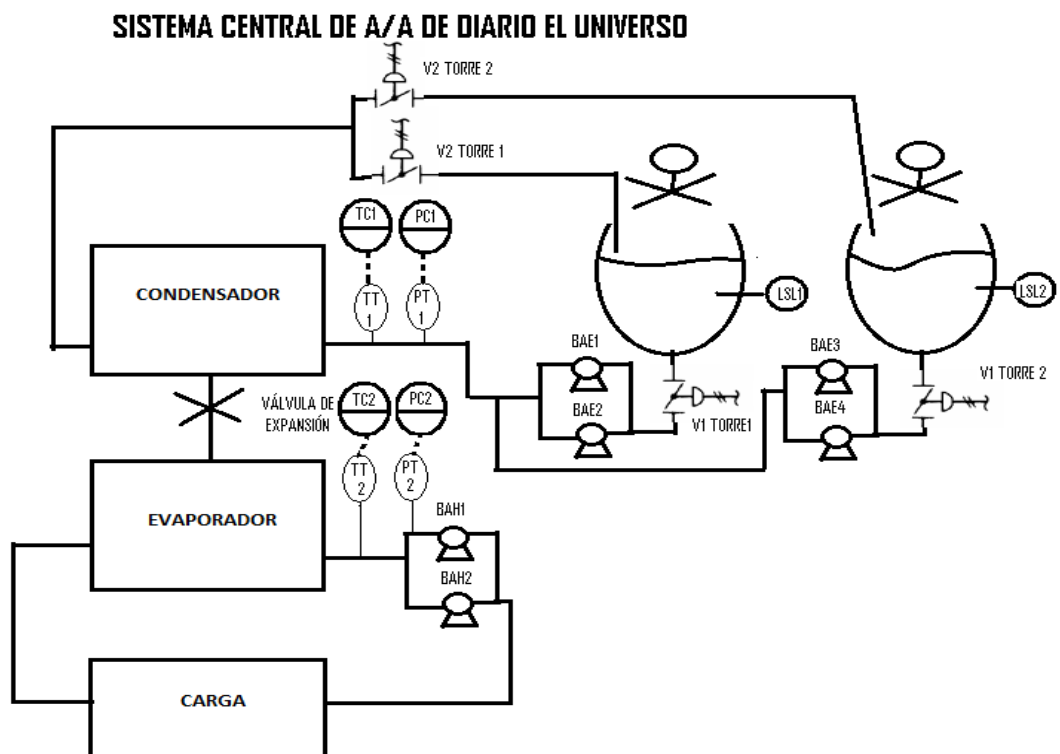 SISTEMA CENTRAL DE A/A DE DIARIO EL UNIVERSO
V2 TORRE 2
V2 TORRE 1
TC1
PC1
TT
1
PT
1
CONDENSADOR
LSL1
LSL2
BAE1
BAE2
V1 TORRE1
BAE3
BAE4
V1 TORRE 2
VÁLVULA DE
EXPANSIÓN
TC2
PC2
TT
2
PT
2
EVAPORADOR
BAH1
BAH2
CARGA